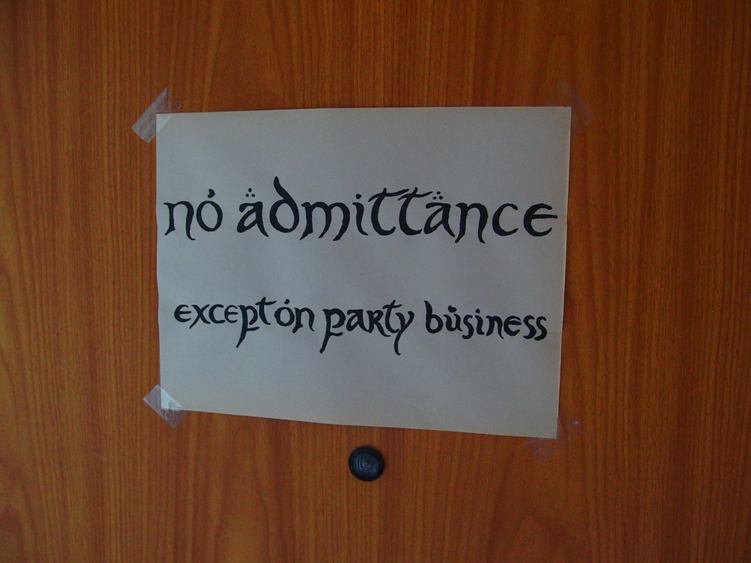 no admittance
except on party business